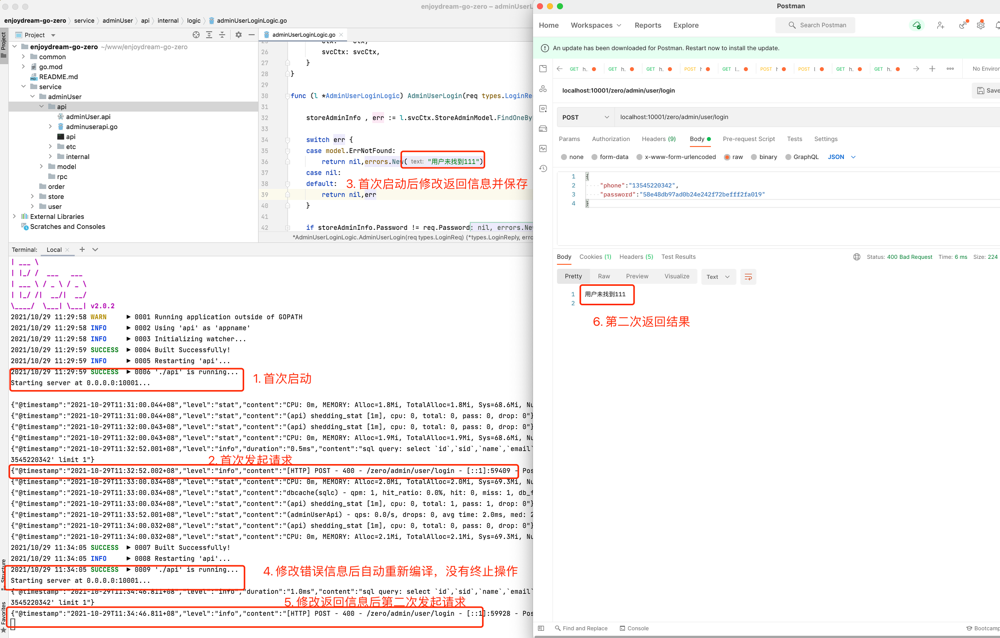 enjoydream-go-zero – adminUserLoginLogic.go
enjoydream-go-zero › service › adminUser › api › internal › logic › adminUserLoginLogic.go
Project
enjoydream-go-zero ~/www/enjoydream-go-zero
common
go.mod
README.md
service
adminUser
api
adminUser.api
adminuserapi.go
api
etc
internal
model
rpc
order
store
user
External Libraries
Scratches and Consoles
adminUserLoginLogic.go
26 svcCtx: svcCtx,
}
}
func (l *AdminUserLoginLogic) AdminUserLogin(req types.LoginRe
storeAdminInfo , err := l.svcCtx.StoreAdminModel.FindOneBy
34 switch err {
35 case model.ErrNotFound:
36 return nil,errors.New( text: "用户未找到111")
37 case nil:
38 default:
39 return nil,err
40 }
41
42 if storeAdminInfo.Password != req.Password: nil, errors.New
3. 首次启动后修改返回信息并保存
*AdminUserLoginLogic.AdminUserLogin(req types.LoginReq) (*types.LoginReply, erro
Terminal: Local
v2.0.2
2021/10/29 11:29:58 WARN ▶ 0001 Running application outside of GOPATH
2021/10/29 11:29:58 INFO ▶ 0002 Using 'api' as 'appname'
2021/10/29 11:29:58 INFO ▶ 0003 Initializing watcher...
2021/10/29 11:29:59 SUCCESS ▶ 0004 Built Successfully!
2021/10/29 11:29:59 INFO ▶ 0005 Restarting 'api'...
2021/10/29 11:29:59 SUCCESS ▶ 0006 './api' is running...
Starting server at 0.0.0.0:10001...
1. 首次启动
{"@timestamp":"2021-10-29T11:31:00.044+08","level":"stat","content":"CPU: 0m, MEMORY: Alloc=1.8Mi, TotalAlloc=1.8Mi, Sys=68.6Mi, Nu
{"@timestamp":"2021-10-29T11:31:00.044+08","level":"stat","content":"(api) shedding_stat [1m], cpu: 0, total: 0, pass: 0, drop: 0"}
{"@timestamp":"2021-10-29T11:32:00.043+08","level":"stat","content":"(api) shedding_stat [1m], cpu: 0, total: 0, pass: 0, drop: 0"}
{"@timestamp":"2021-10-29T11:32:00.043+08","level":"stat","content":"CPU: 0m, MEMORY: Alloc=1.9Mi, TotalAlloc=1.9Mi, Sys=68.6Mi, Nu
{"@timestamp":"2021-10-29T11:32:52.001+08","level":"info","duration":"0.5ms","content":"sql query: select `id`,`sid`,`name`,`email
3545220342' limit 1"}
2. 首次发起请求
{"@timestamp":"2021-10-29T11:32:52.002+08","level":"info","content":"[HTTP] POST - 400 - /zero/admin/user/login - [::1]:59409 - Pos
{"@timestamp":"2021-10-29T11:33:00.034+08","level":"stat","content":"CPU: 0m, MEMORY: Alloc=2.0Mi, TotalAlloc=2.0Mi, Sys=69.3Mi, Nu
{"@timestamp":"2021-10-29T11:33:00.034+08","level":"stat","content":"dbcache(sqlc) - qpm: 1, hit_ratio: 0.0%, hit: 0, miss: 1, db_f
{"@timestamp":"2021-10-29T11:33:00.034+08","level":"stat","content":"(api) shedding_stat [1m], cpu: 0, total: 1, pass: 1, drop: 0"}
{"@timestamp":"2021-10-29T11:33:52.001+08","level":"stat","content":"(adminUserApi) - qps: 0.0/s, drops: 0, avg time: 2.0ms, med: 2
{"@timestamp":"2021-10-29T11:34:00.032+08","level":"stat","content":"(api) shedding_stat [1m], cpu: 0, total: 0, pass: 0, drop: 0"}
{"@timestamp":"2021-10-29T11:34:00.032+08","level":"stat","content":"CPU: 0m, MEMORY: Alloc=2.1Mi, TotalAlloc=2.1Mi, Sys=69.3Mi, Nu
2021/10/29 11:34:05 SUCCESS ▶ 0007 Built Successfully!
2021/10/29 11:34:05 INFO ▶ 0008 Restarting 'api'...
2021/10/29 11:34:05 SUCCESS ▶ 0009 './api' is running...
Starting server at 0.0.0.0:10001...
4. 修改错误信息后自动重新编译，没有终止操作
{"@timestamp":"2021-10-29T11:34:46.811+08","level":"info","duration":"1.0ms","content":"sql query: select `id`,`sid`,`name`,`email
3545220342' limit 1"}
5. 修改返回信息后第二次发起请求
{"@timestamp":"2021-10-29T11:34:46.811+08","level":"info","content":"[HTTP] POST - 400 - /zero/admin/user/login - [::1]:59928 - Pos
Structure
Favorites
Postman
Home Workspaces Reports Explore Search Postman
An update has been downloaded for Postman. Restart now to install the update.
No Environ
localhost:10001/zero/admin/user/login
Save
POST localhost:10001/zero/admin/user/login
Params Authorization Headers (9) Body Pre-request Script Tests Settings
none form-data x-www-form-urlencoded raw binary GraphQL JSON
1 {
2 "phone":"13545220342",
3 "password":"58e48db97ad0b24e242f72befff2fa019"
4 }
Body Cookies (1) Headers (5) Test Results Status: 400 Bad Request Time: 6 ms Size: 224
Pretty Raw Preview Visualize Text
1 用户未找到111
2
6. 第二次返回结果
Find and Replace Console Bootcamp